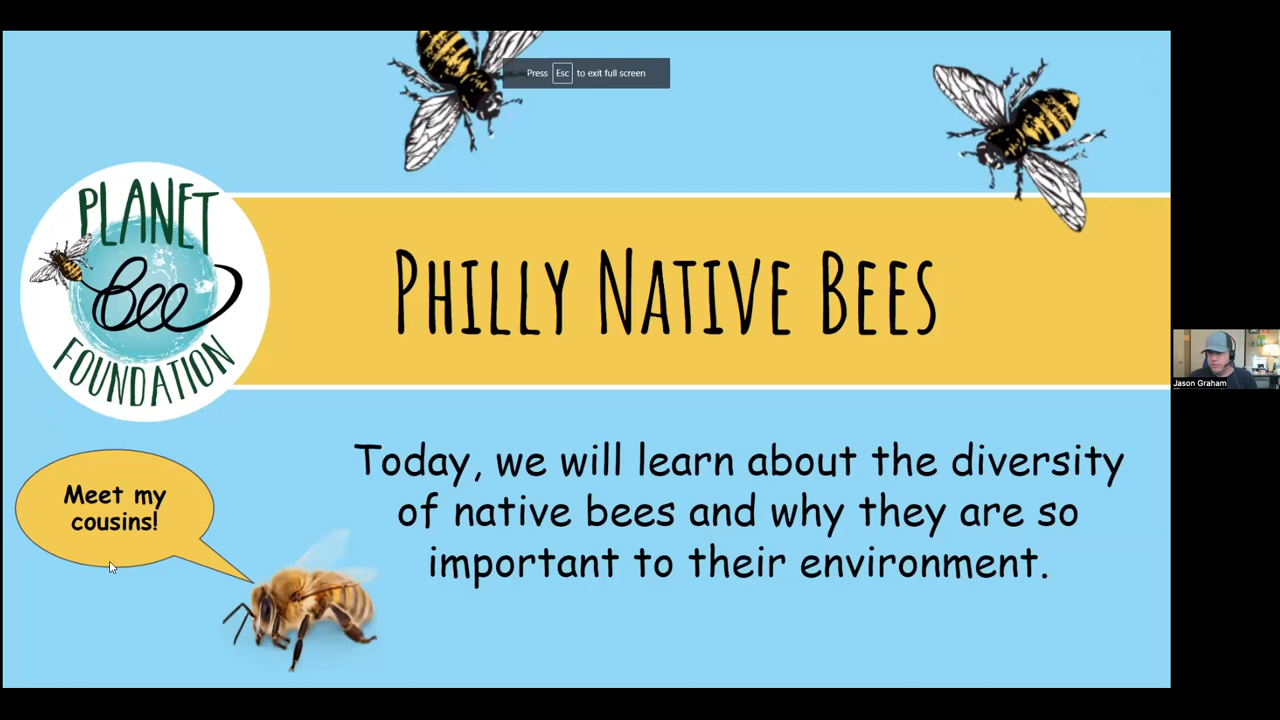 Press Esc to exit full screen
PLANET
Bee
FOUNDATION
PHILLY NATIVE BEES
Meet my
cousins!
Today, we will learn about the diversity
of native bees and why they are so
important to their environment.
Jason Graham